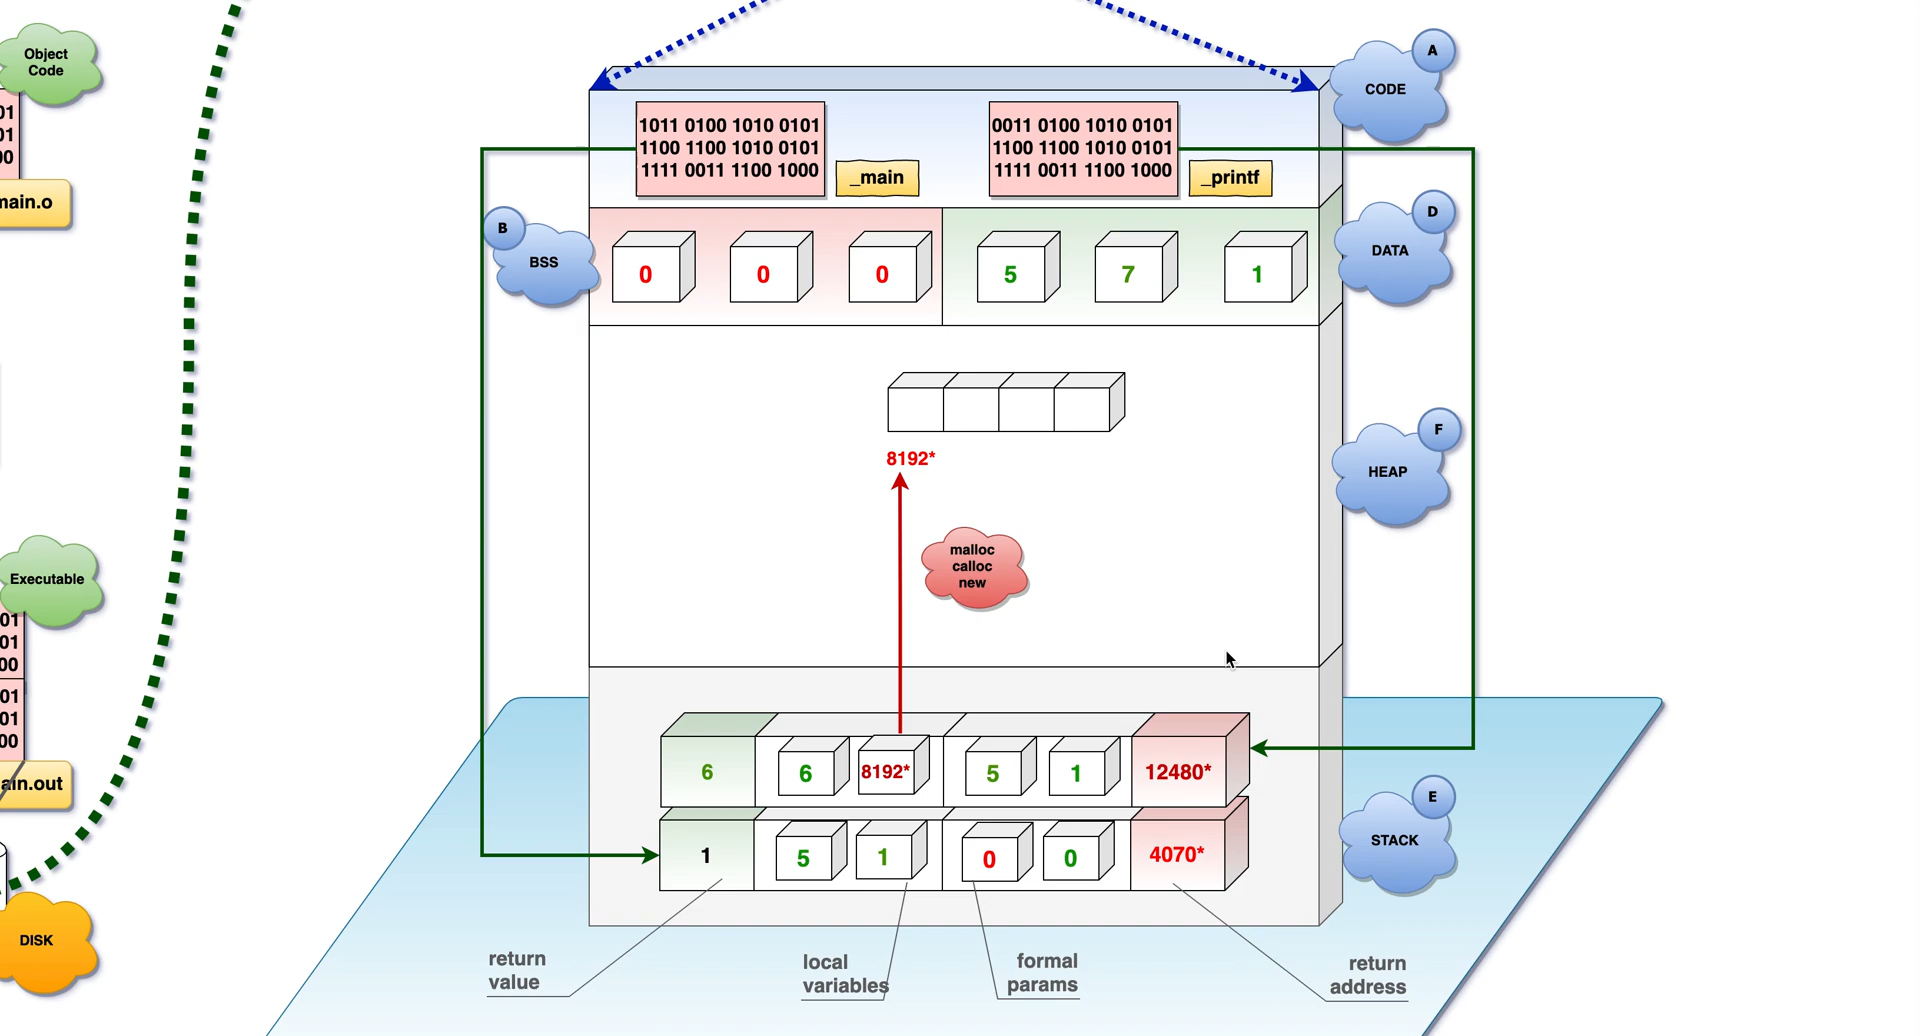 Object
Code
01
01
00
main.o
Executable
01
01
00
01
01
00
ain.out
DISK
A
CODE
1011 0100 1010 0101
1100 1100 1010 0101
1111 0011 1100 1000
_main
0011 0100 1010 0101
1100 1100 1010 0101
1111 0011 1100 1000
_printf
B
BSS
0
0
0
5
7
1
D
DATA
8192*
F
HEAP
malloc
calloc
new
6
6
8192*
5
1
12480*
1
5
1
0
0
4070*
E
STACK
return
value
local
variables
formal
params
return
address